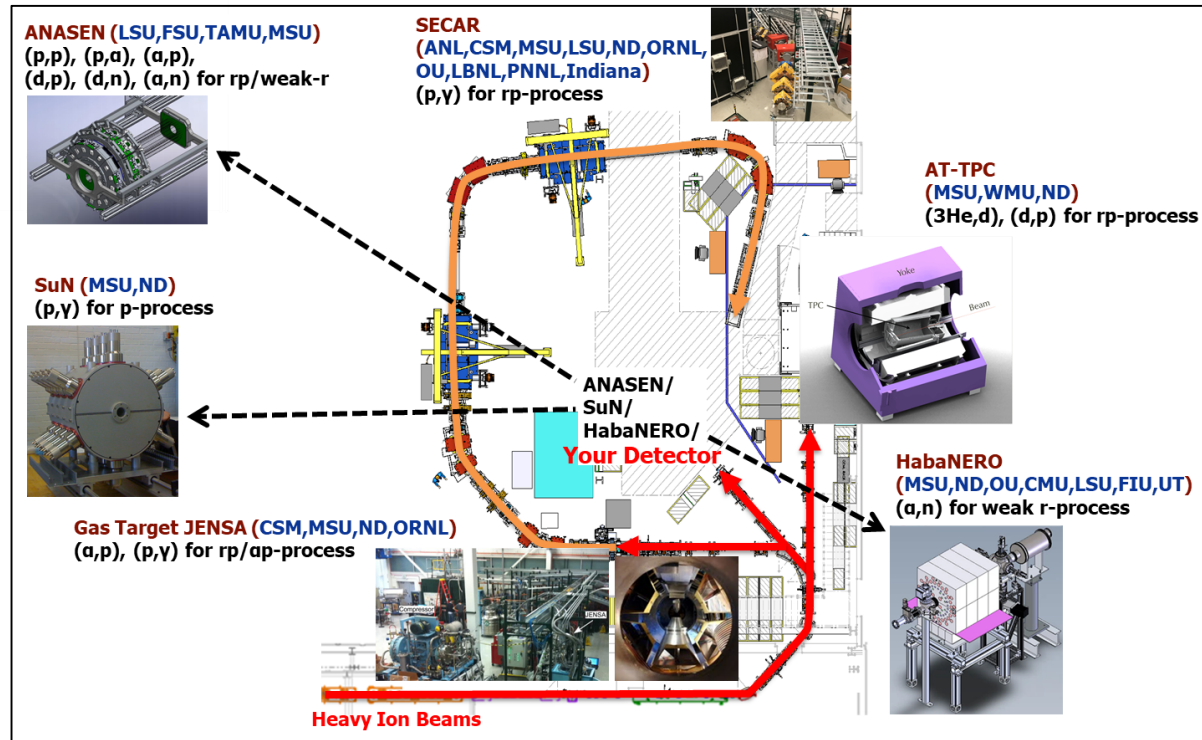 ANASEN (LSU,FSU,TAMU,MSU)
(p,p), (p,α), (α,p),
(d,p), (d,n), (α,n) for rp/weak-r
SECAR
(ANL,CSM,MSU,LSU,ND,ORNL,
OU,LBNL,PNNL,Indiana)
(p,γ) for rp-process
AT-TPC
(MSU,WMU,ND)
(3He,d), (d,p) for rp-process
Yoke
TPC
Beam
SuN (MSU,ND)
(p,γ) for p-process
ANASEN/
SuN/
HabaNERO/
Your Detector
HabaNERO
(MSU,ND,OU,CMU,LSU,FIU,UT)
(α,n) for weak r-process
Gas Target JENSA (CSM,MSU,ND,ORNL)
(α,p), (p,γ) for rp/αp-process
Compressor
JENSA
Heavy Ion Beams